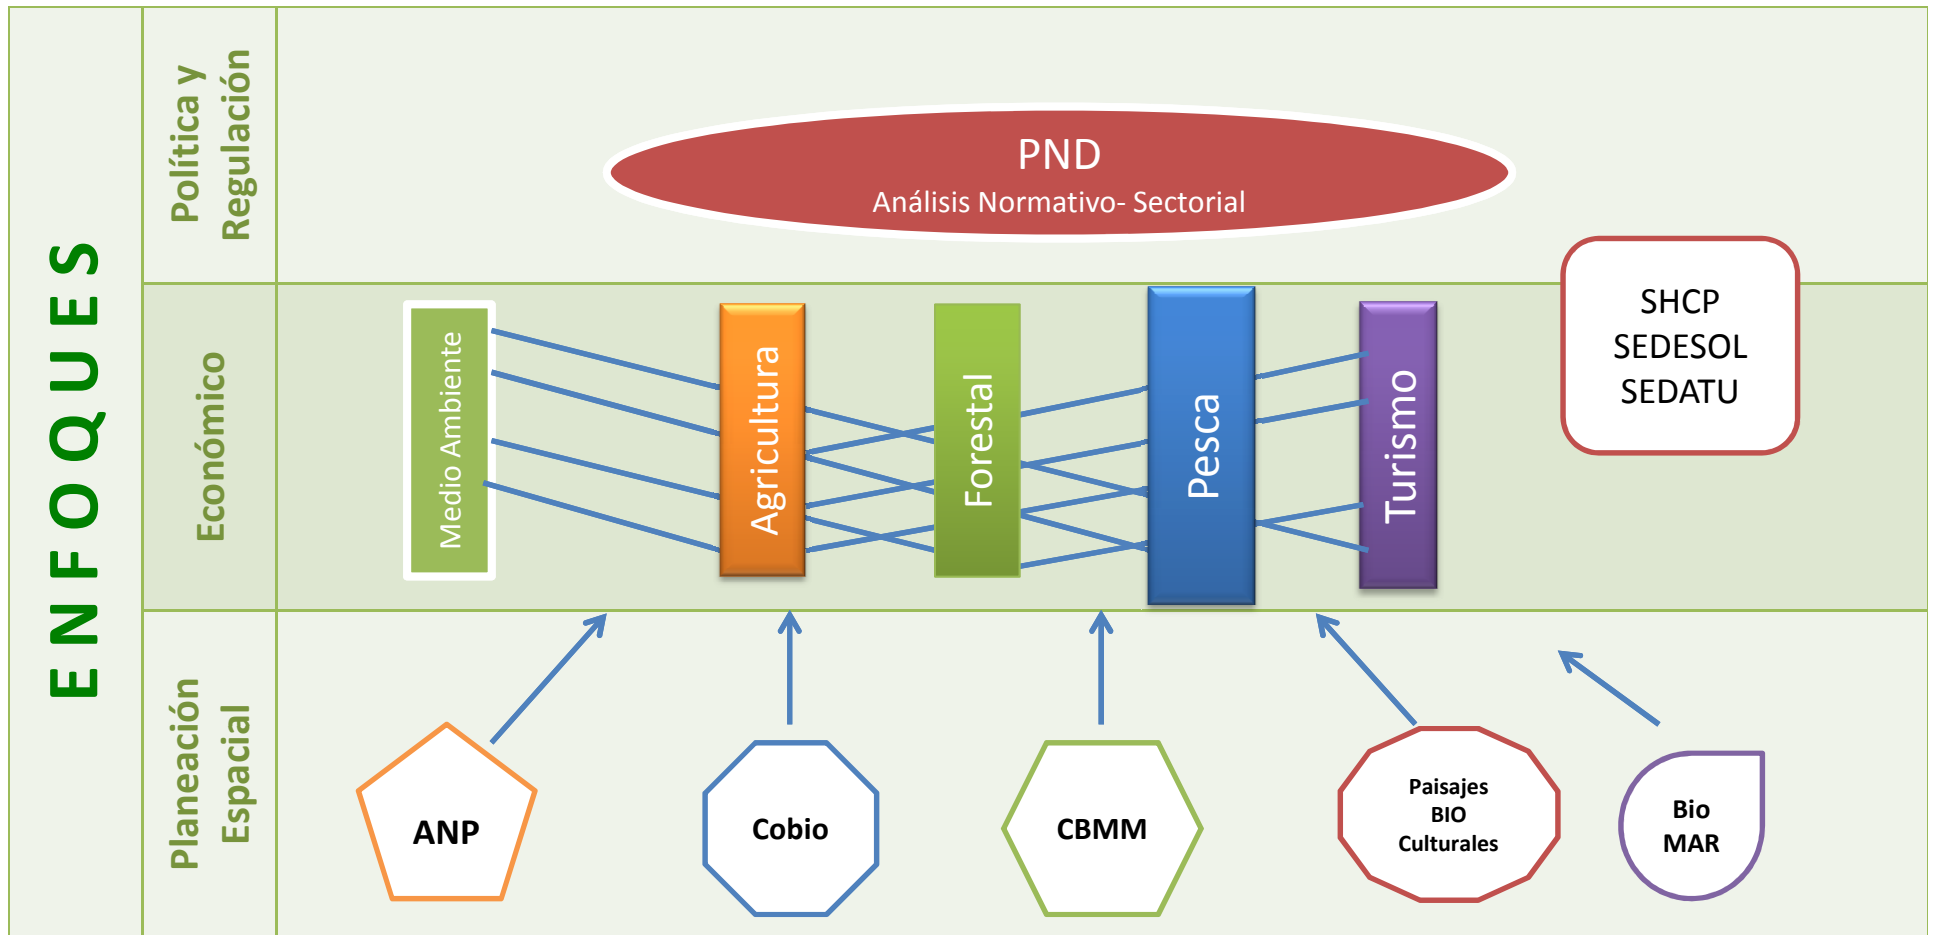 ENFOQUES
Política y
Regulación
PND
Análisis Normativo- Sectorial
Económico
Medio Ambiente
Agricultura
Forestal
Pesca
Turismo
SHCP
SEDESOL
SEDATU
Planeación
Espacial
ANP
Cobio
CBMM
Paisajes
BIO
Culturales
Bio
MAR